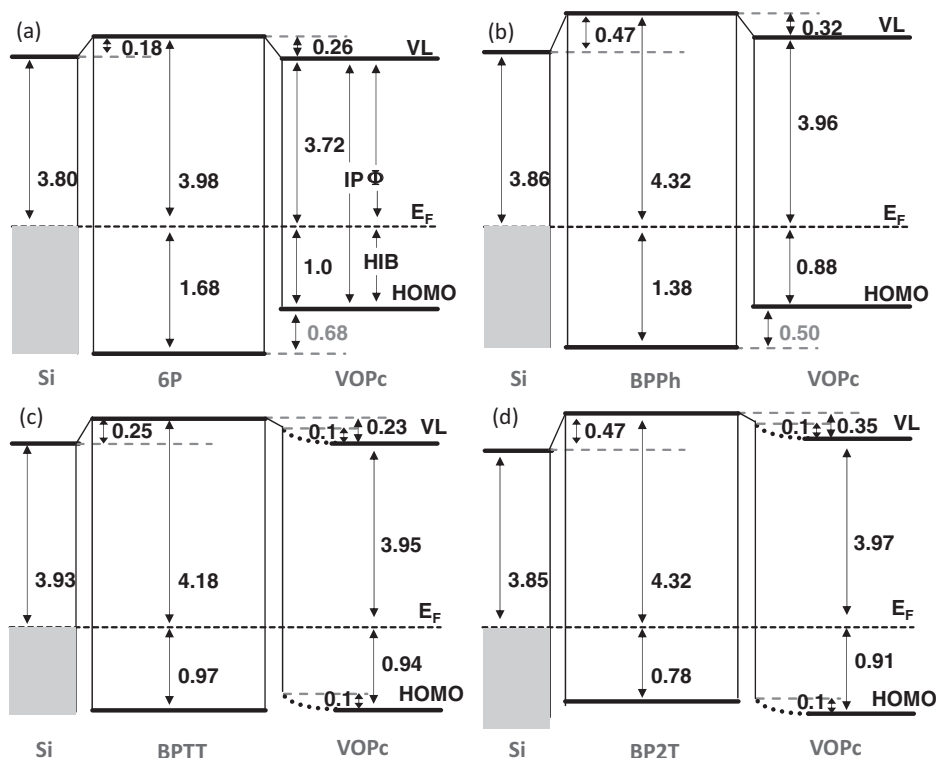 (a)
0.18
0.26
VL
3.80
3.98
3.72
IP Φ
E_F
1.68
1.0
HIB
HOMO
0.68
Si
6P
VOPc
(b)
0.47
0.32
VL
3.86
4.32
3.96
E_F
1.38
0.88
HOMO
0.50
Si
BPPh
VOPc
(c)
0.25
0.1
0.23
VL
3.93
4.18
3.95
E_F
0.97
0.94
0.1
HOMO
Si
BPTT
VOPc
(d)
0.47
0.1
0.35
VL
3.85
4.32
3.97
E_F
0.78
0.91
0.1
HOMO
Si
BP2T
VOPc